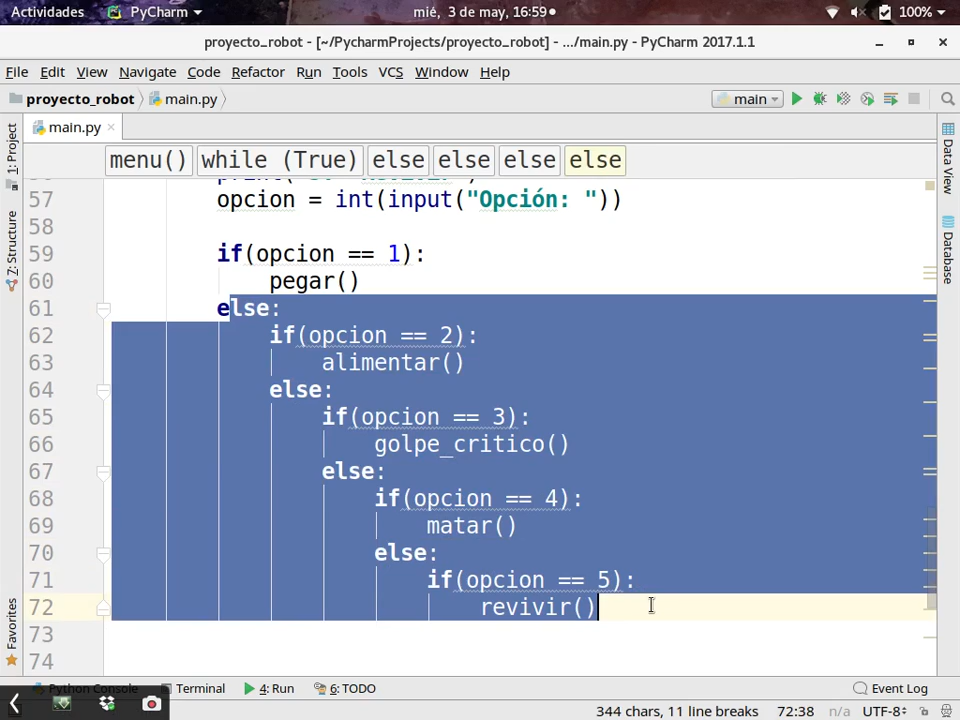 Actividades PyCharm mié, 3 de may, 16:59 100%
proyecto_robot - [~/PycharmProjects/proyecto_robot] - .../main.py - PyCharm 2017.1.1
File Edit View Navigate Code Refactor Run Tools VCS Window Help
proyecto_robot main.py main
main.py
menu() while (True) else else else else
57 opcion = int(input("Opción: "))
58
59 if(opcion == 1):
60 pegar()
61 else:
62 if(opcion == 2):
63 alimentar()
64 else:
65 if(opcion == 3):
66 golpe_critico()
67 else:
68 if(opcion == 4):
69 matar()
70 else:
71 if(opcion == 5):
72 revivir()
73
74
1: Project
7: Structure
Favorites
Data View
Database
Python Console Terminal 4: Run 6: TODO Event Log
344 chars, 11 line breaks 72:38 n/a UTF-8